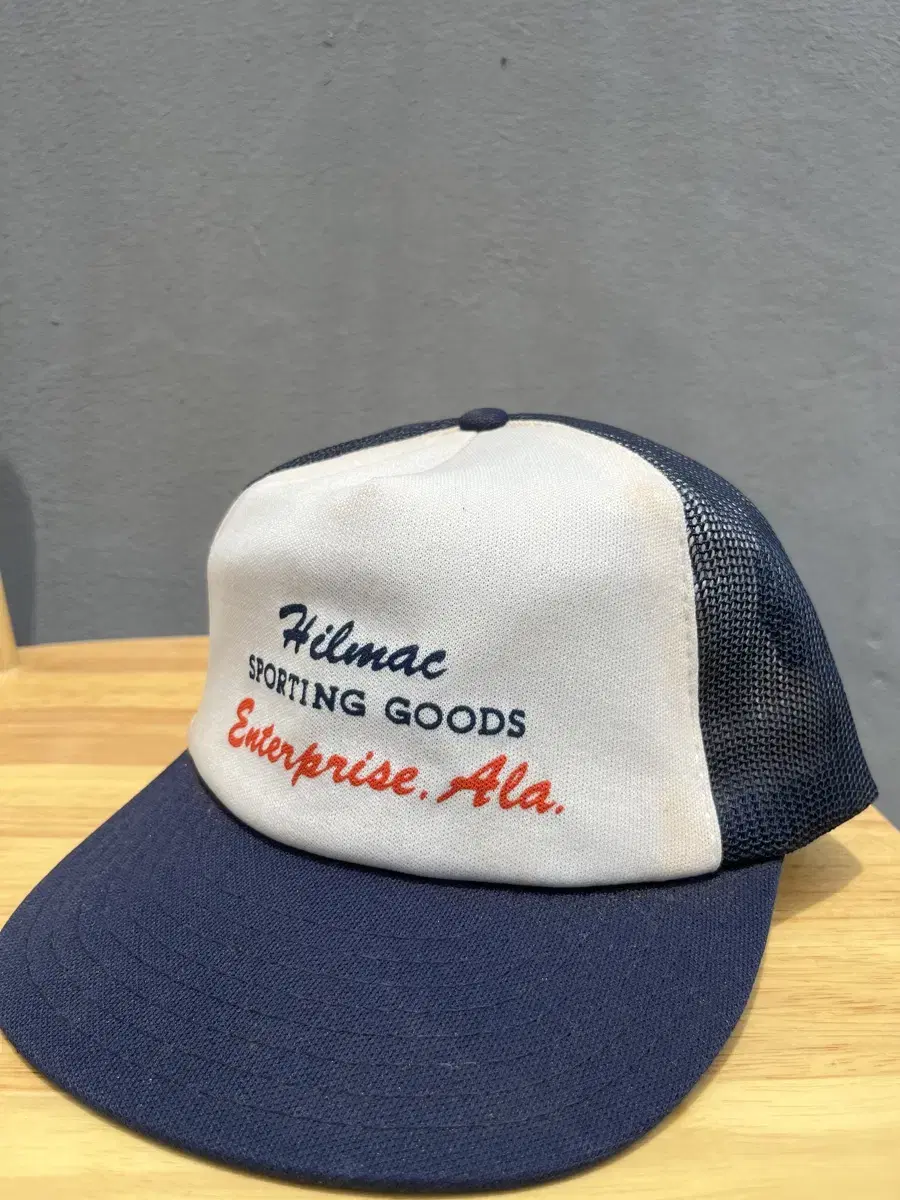 Hilmac
SPORTING GOODS
Enterprise. Ala.